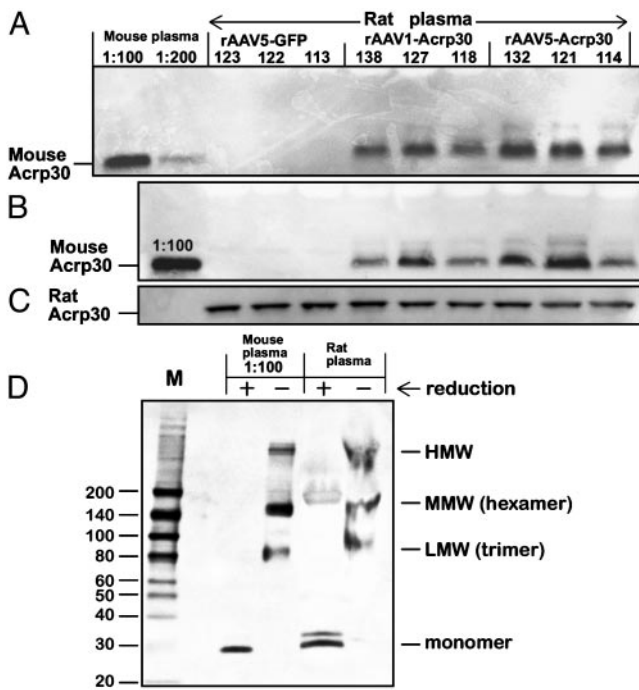 A
← Rat plasma →
Mouse plasma rAAV5-GFP rAAV1-Acrp30 rAAV5-Acrp30
1:100 1:200 123 122 113 138 127 118 132 121 114
Mouse
Acrp30
B
1:100
Mouse
Acrp30
C
Rat
Acrp30
D
M
Mouse
plasma
1:100
Rat
plasma
+ − + − ← reduction
HMW
200
MMW (hexamer)
140
100
LMW (trimer)
80
60
50
40
30
monomer
20